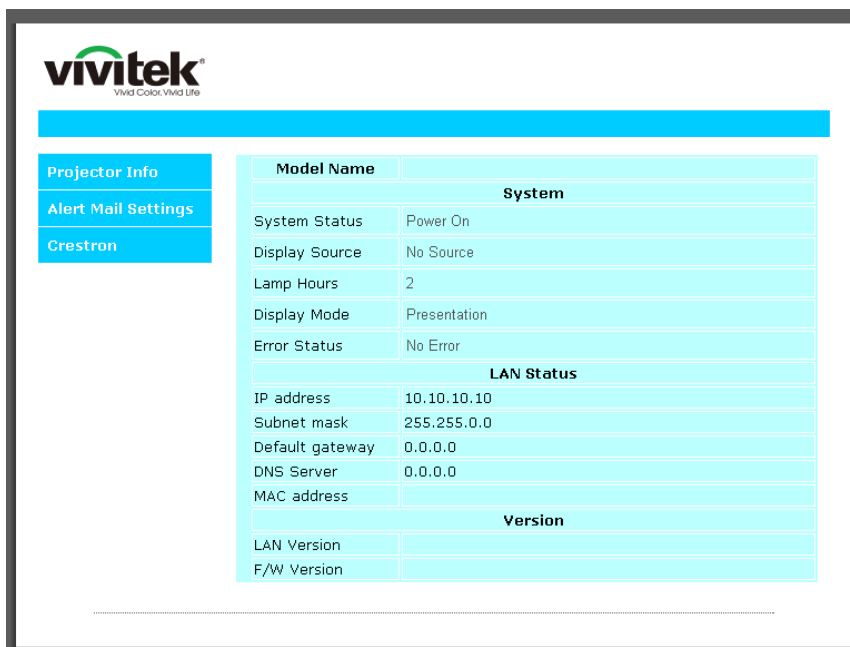 vivitek®
Vivid Color, Vivid Life
Projector Info
Alert Mail Settings
Crestron
Model Name
System
System Status Power On
Display Source No Source
Lamp Hours 2
Display Mode Presentation
Error Status No Error
LAN Status
IP address 10.10.10.10
Subnet mask 255.255.0.0
Default gateway 0.0.0.0
DNS Server 0.0.0.0
MAC address
Version
LAN Version
F/W Version